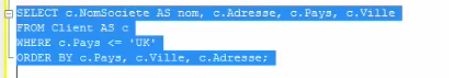 SELECT c.NomSociete AS nom, c.Adresse, c.Pays, c.Ville
FROM Client AS c
WHERE c.Pays <= 'UK'
ORDER BY c.Pays, c.Ville, c.Adresse;